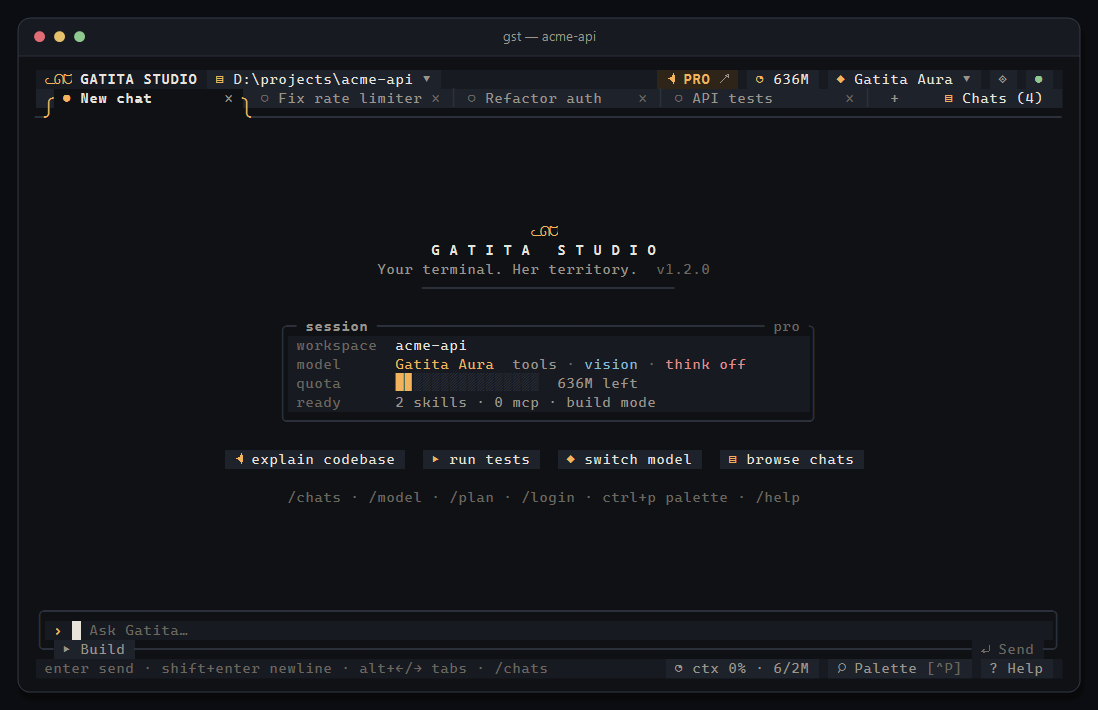 gst — acme-api
GATITA STUDIO D:\projects\acme-api ▼ PRO ↗ 636M Gatita Aura ▼
New chat × Fix rate limiter × Refactor auth × API tests × + Chats (4)
GATITA STUDIO
Your terminal. Her territory. v1.2.0
session pro
workspace acme-api
model Gatita Aura tools · vision · think off
quota 636M left
ready 2 skills · 0 mcp · build mode
explain codebase run tests switch model browse chats
/chats · /model · /plan · /login · ctrl+p palette · /help
› Ask Gatita…
Build Send
enter send · shift+enter newline · alt+←/→ tabs · /chats ctx 0% · 6/2M Palette [^P] ? Help